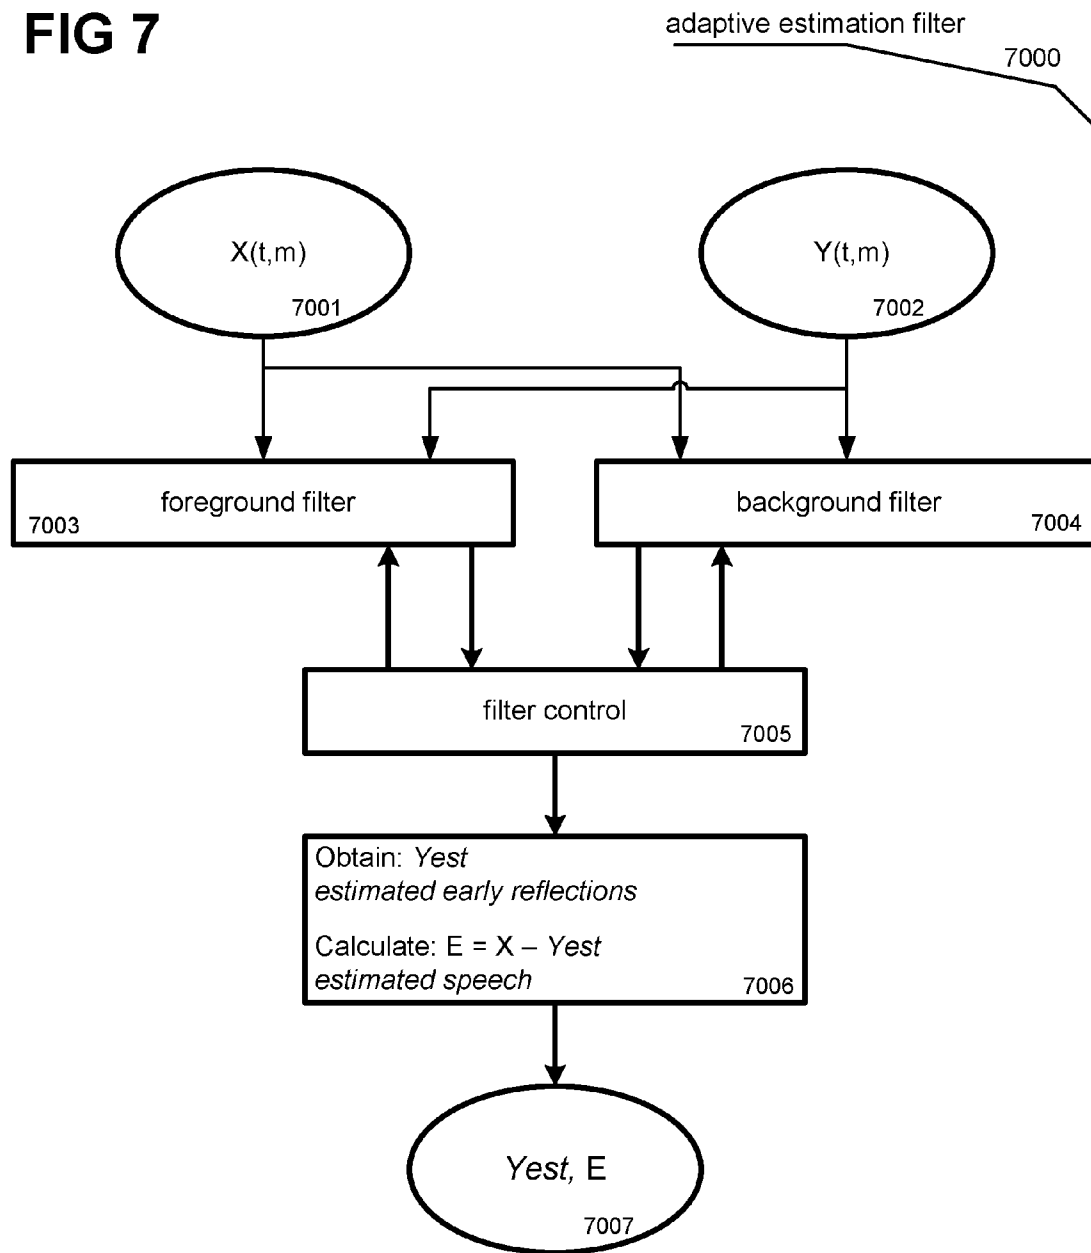 FIG 7
adaptive estimation filter
7000
X(t,m)
7001
Y(t,m)
7002
foreground filter
7003
background filter
7004
filter control
7005
Obtain: Yest
estimated early reflections
Calculate: E = X – Yest
estimated speech
7006
Yest, E
7007